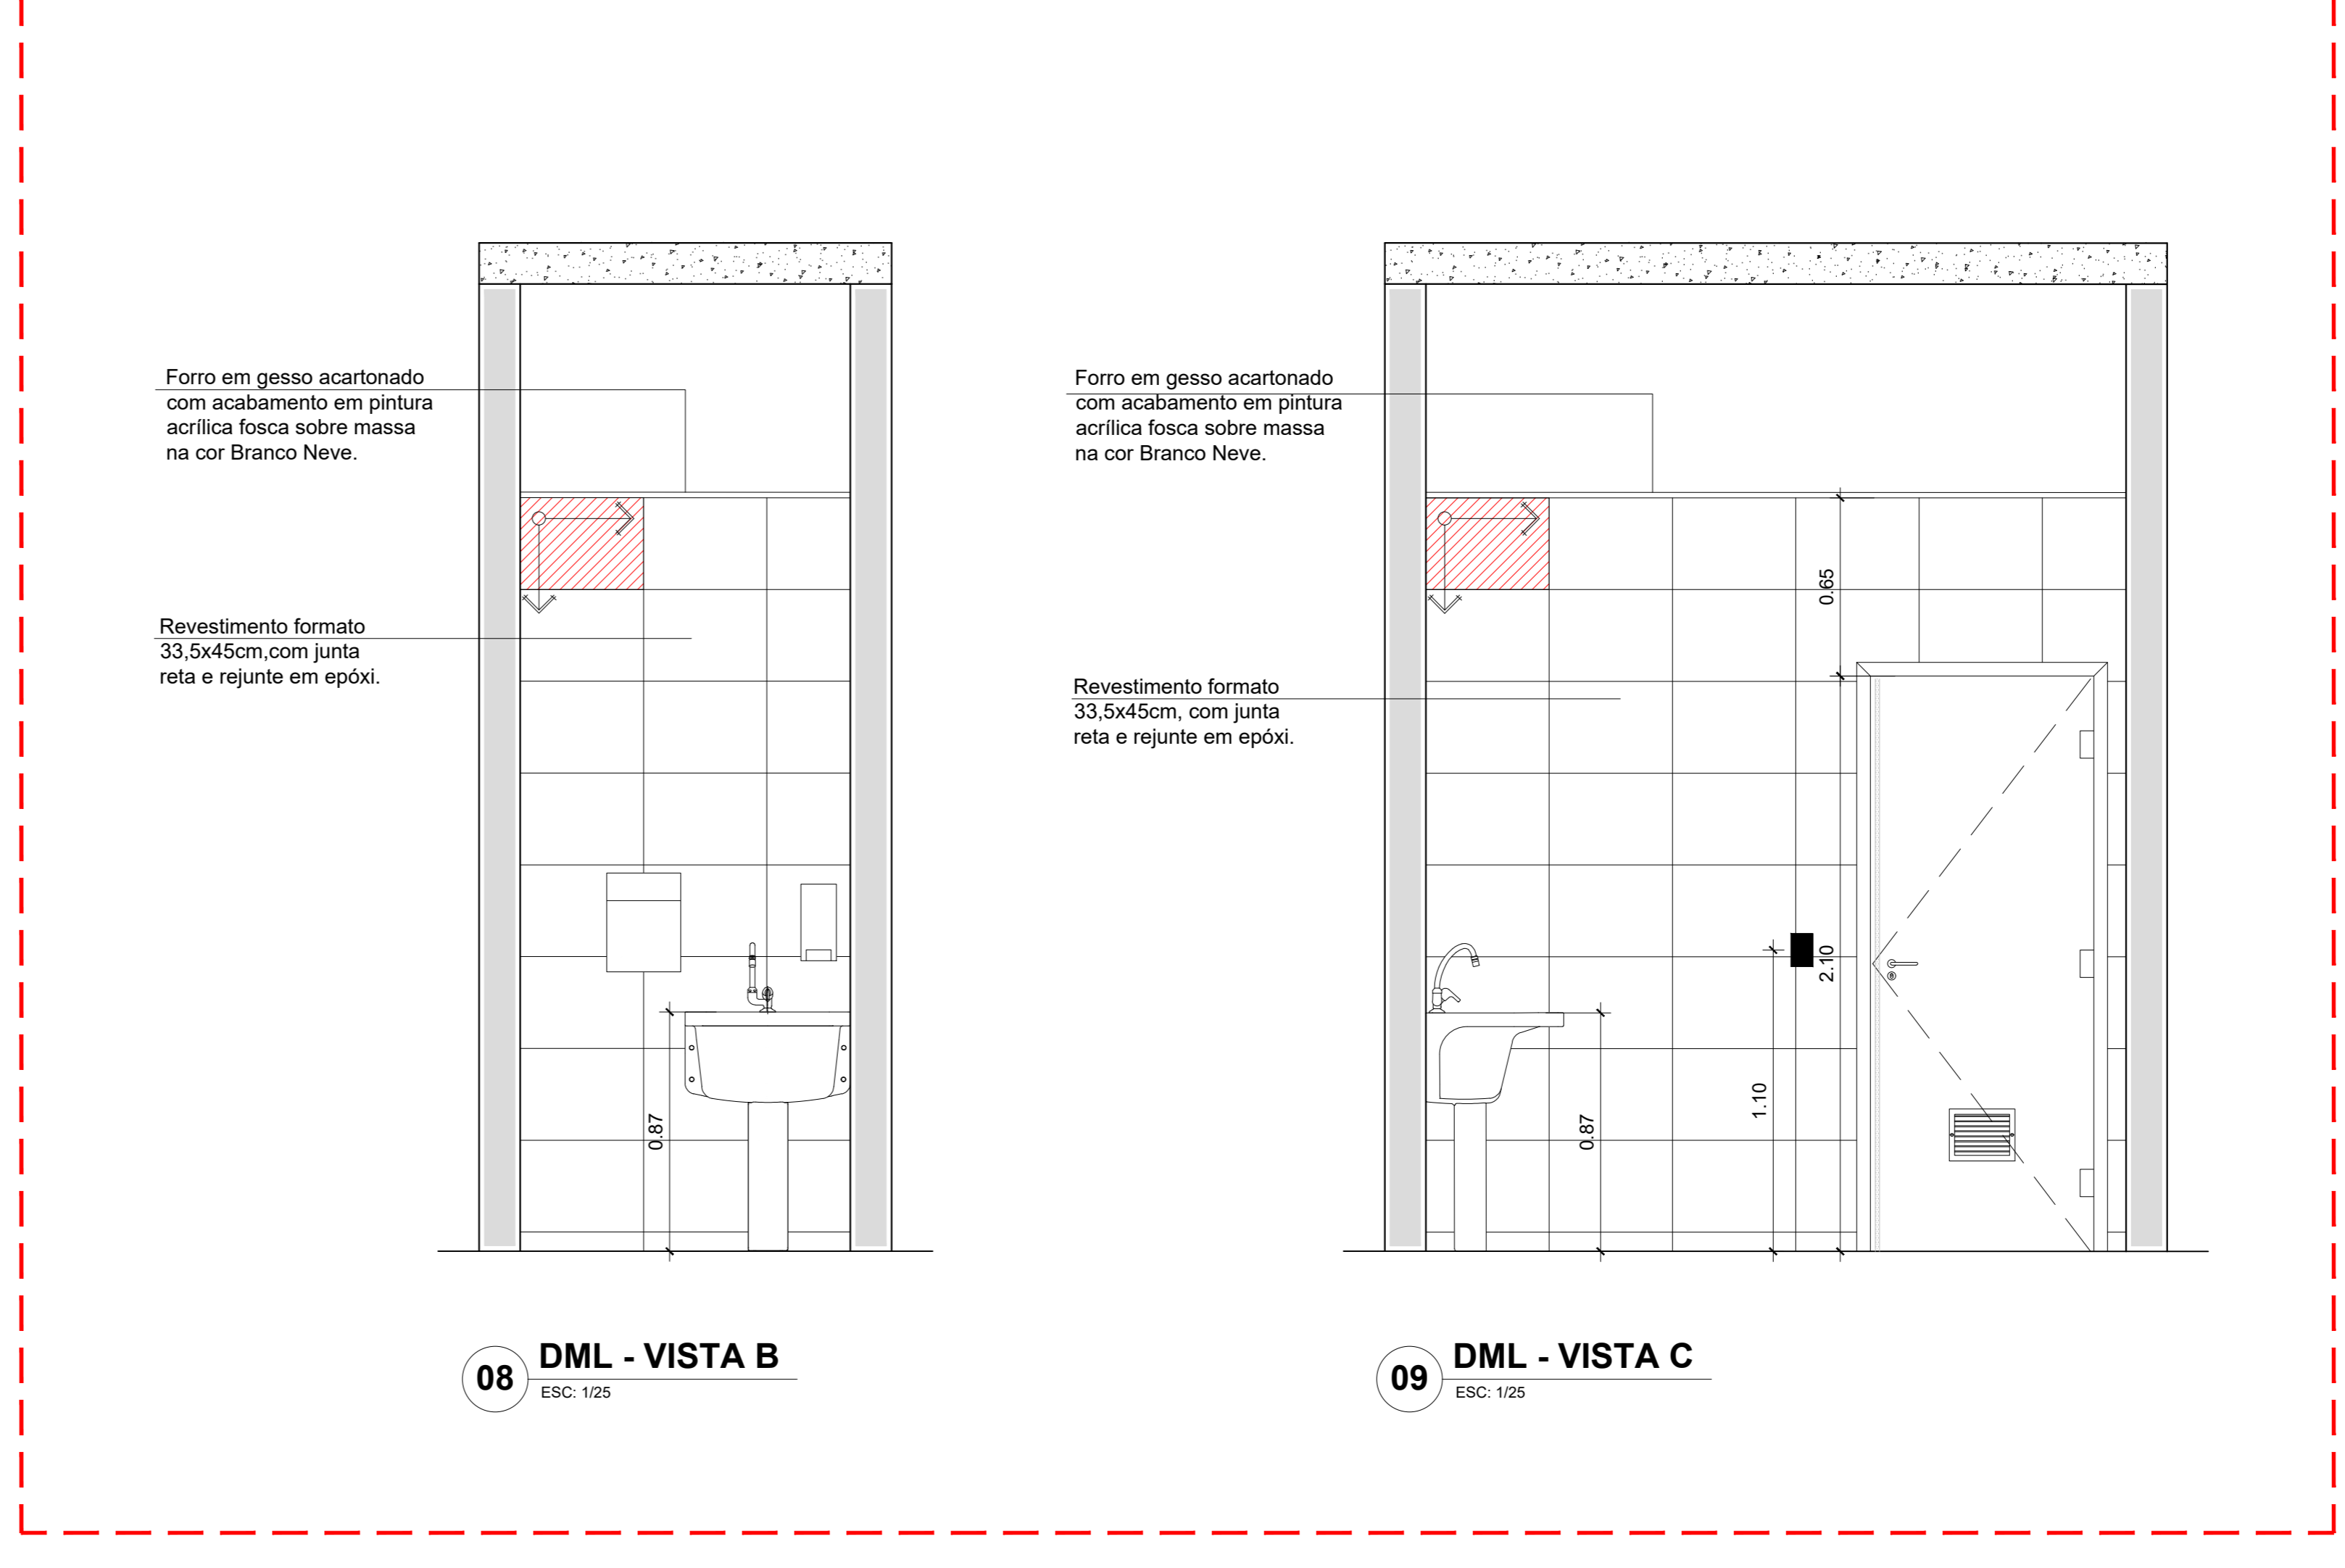 Forro em gesso acartonado
com acabamento em pintura
acrílica fosca sobre massa
na cor Branco Neve.
Revestimento formato
33,5x45cm,com junta
reta e rejunte em epóxi.
0.87
08
DML - VISTA B
ESC: 1/25
Forro em gesso acartonado
com acabamento em pintura
acrílica fosca sobre massa
na cor Branco Neve.
Revestimento formato
33,5x45cm, com junta
reta e rejunte em epóxi.
0.65
2.10
1.10
0.87
09
DML - VISTA C
ESC: 1/25